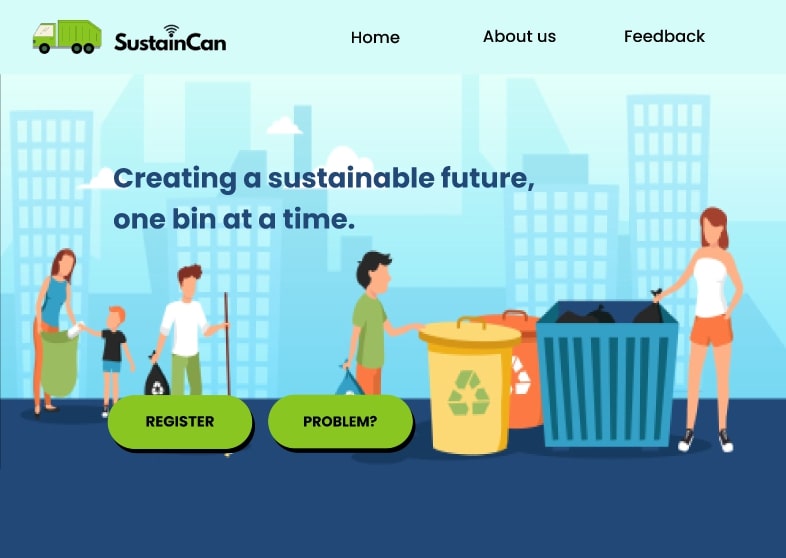 SustainCan
Home
About us
Feedback
Creating a sustainable future,
one bin at a time.
REGISTER
PROBLEM?